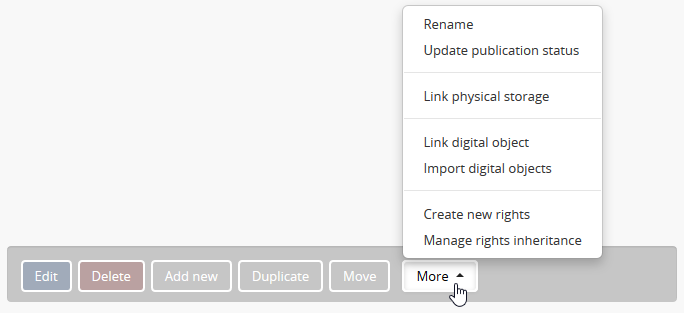 Rename
Update publication status
Link physical storage
Link digital object
Import digital objects
Create new rights
Manage rights inheritance
Edit Delete Add new Duplicate Move More